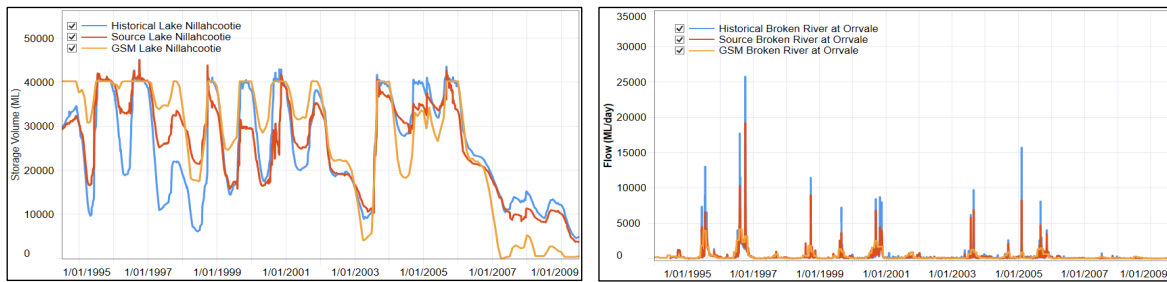 Historical Lake Nillahcootie
Source Lake Nillahcootie
GSM Lake Nillahcootie
Storage Volume (ML)
50000
40000
30000
20000
10000
0
1/01/1995 1/01/1997 1/01/1999 1/01/2001 1/01/2003 1/01/2005 1/01/2007 1/01/2009
Historical Broken River at Orrvale
Source Broken River at Orrvale
GSM Broken River at Orrvale
Flow (ML/day)
35000
30000
25000
20000
15000
10000
5000
0
1/01/1995 1/01/1997 1/01/1999 1/01/2001 1/01/2003 1/01/2005 1/01/2007 1/01/2009